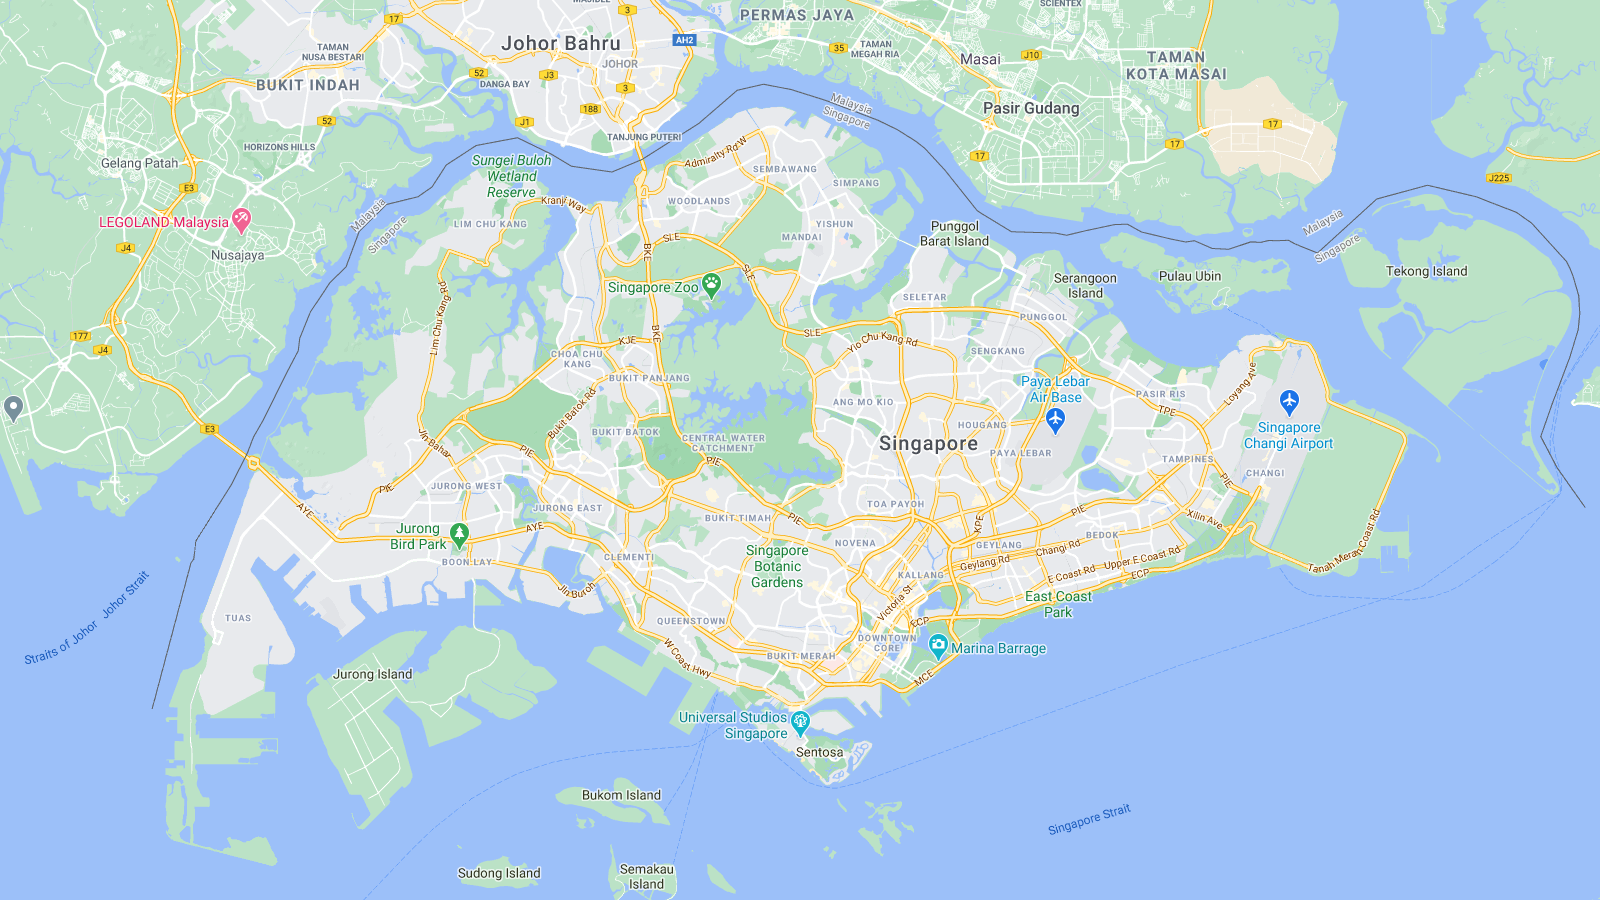 MASIDLE
SCIENTEX
PERMAS JAYA
17
3
Johor Bahru
AH2
35
TAMAN
MEGAH RIA
J10
Masai
TAMAN
KOTA MASAI
TAMAN
NUSA BESTARI
JOHOR
BUKIT INDAH
52
J3
DANGA BAY
3
188
Pasir Gudang
Malaysia
Singapore
52
J1
TANJUNG PUTERI
17
17
17
HORIZONS HILLS
Gelang Patah
Sungei Buloh
Wetland
Reserve
Admiralty Rd W
SEMBAWANG
SIMPANG
E3
J225
LEGOLAND Malaysia
Malaysia
Singapore
LIM CHU KANG
Kranji Way
WOODLANDS
YISHUN
MANDAI
Punggol
Barat Island
Malaysia
Singapore
J4
Nusajaya
BKE
SLE
SLE
Singapore Zoo
Serangoon
Island
Pulau Ubin
Tekong Island
SELETAR
PUNGGOL
177
J4
Lim Chu Kang Rd
BKE
KJE
SLE
Yio Chu Kang Rd
SENGKANG
CHOA CHU
KANG
BUKIT PANJANG
Paya Lebar
Air Base
Loyang Ave
PASIR RIS
TPE
ANG MO KIO
HOUGANG
Singapore
Changi Airport
Bukit Batok Rd
E3
Jln Bahar
BUKIT BATOK
CENTRAL WATER
CATCHMENT
Singapore
PAYA LEBAR
PIE
PIE
TAMPINES
CHANGI
PIE
JURONG WEST
PIE
JURONG EAST
TOA PAYOH
AYE
BUKIT TIMAH
PIE
KPE
PIE
Xilin Ave
Jurong
Bird Park
AYE
BEDOK
NOVENA
GEYLANG
Changi Rd
Tanah Merah Coast Rd
BOON LAY
CLEMENTI
Singapore
Botanic
Gardens
KALLANG
Geylang Rd
Upper E Coast Rd
E Coast Rd
ECP
Jln Buroh
Victoria St
East Coast
Park
Straits of Johor
Johor Strait
TUAS
QUEENSTOWN
ECP
DOWNTOWN
CORE
Marina Barrage
W Coast Hwy
BUKIT MERAH
MCE
Jurong Island
Universal Studios
Singapore
Sentosa
Bukom Island
Singapore Strait
Sudong Island
Semakau
Island